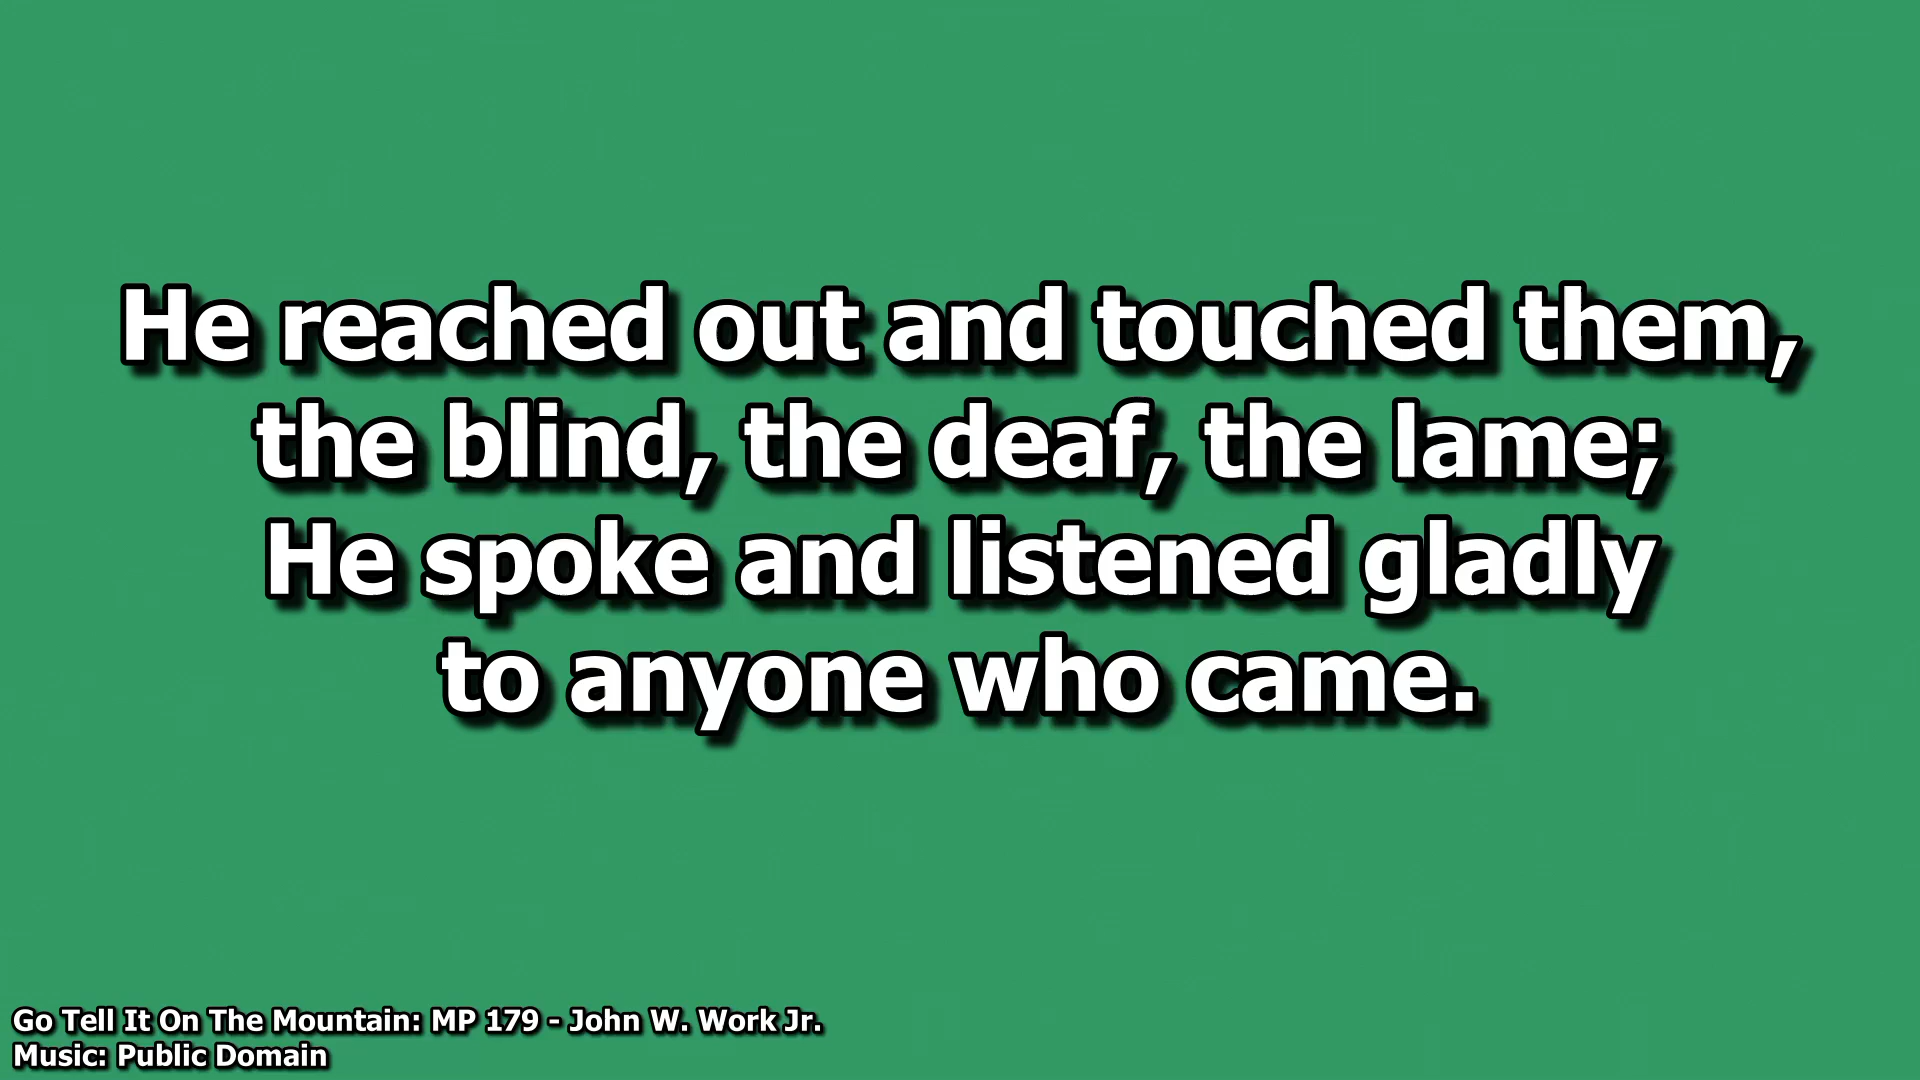 He reached out and touched them,
the blind, the deaf, the lame;
He spoke and listened gladly
to anyone who came.
Go Tell It On The Mountain: MP 179 - John W. Work Jr.
Music: Public Domain